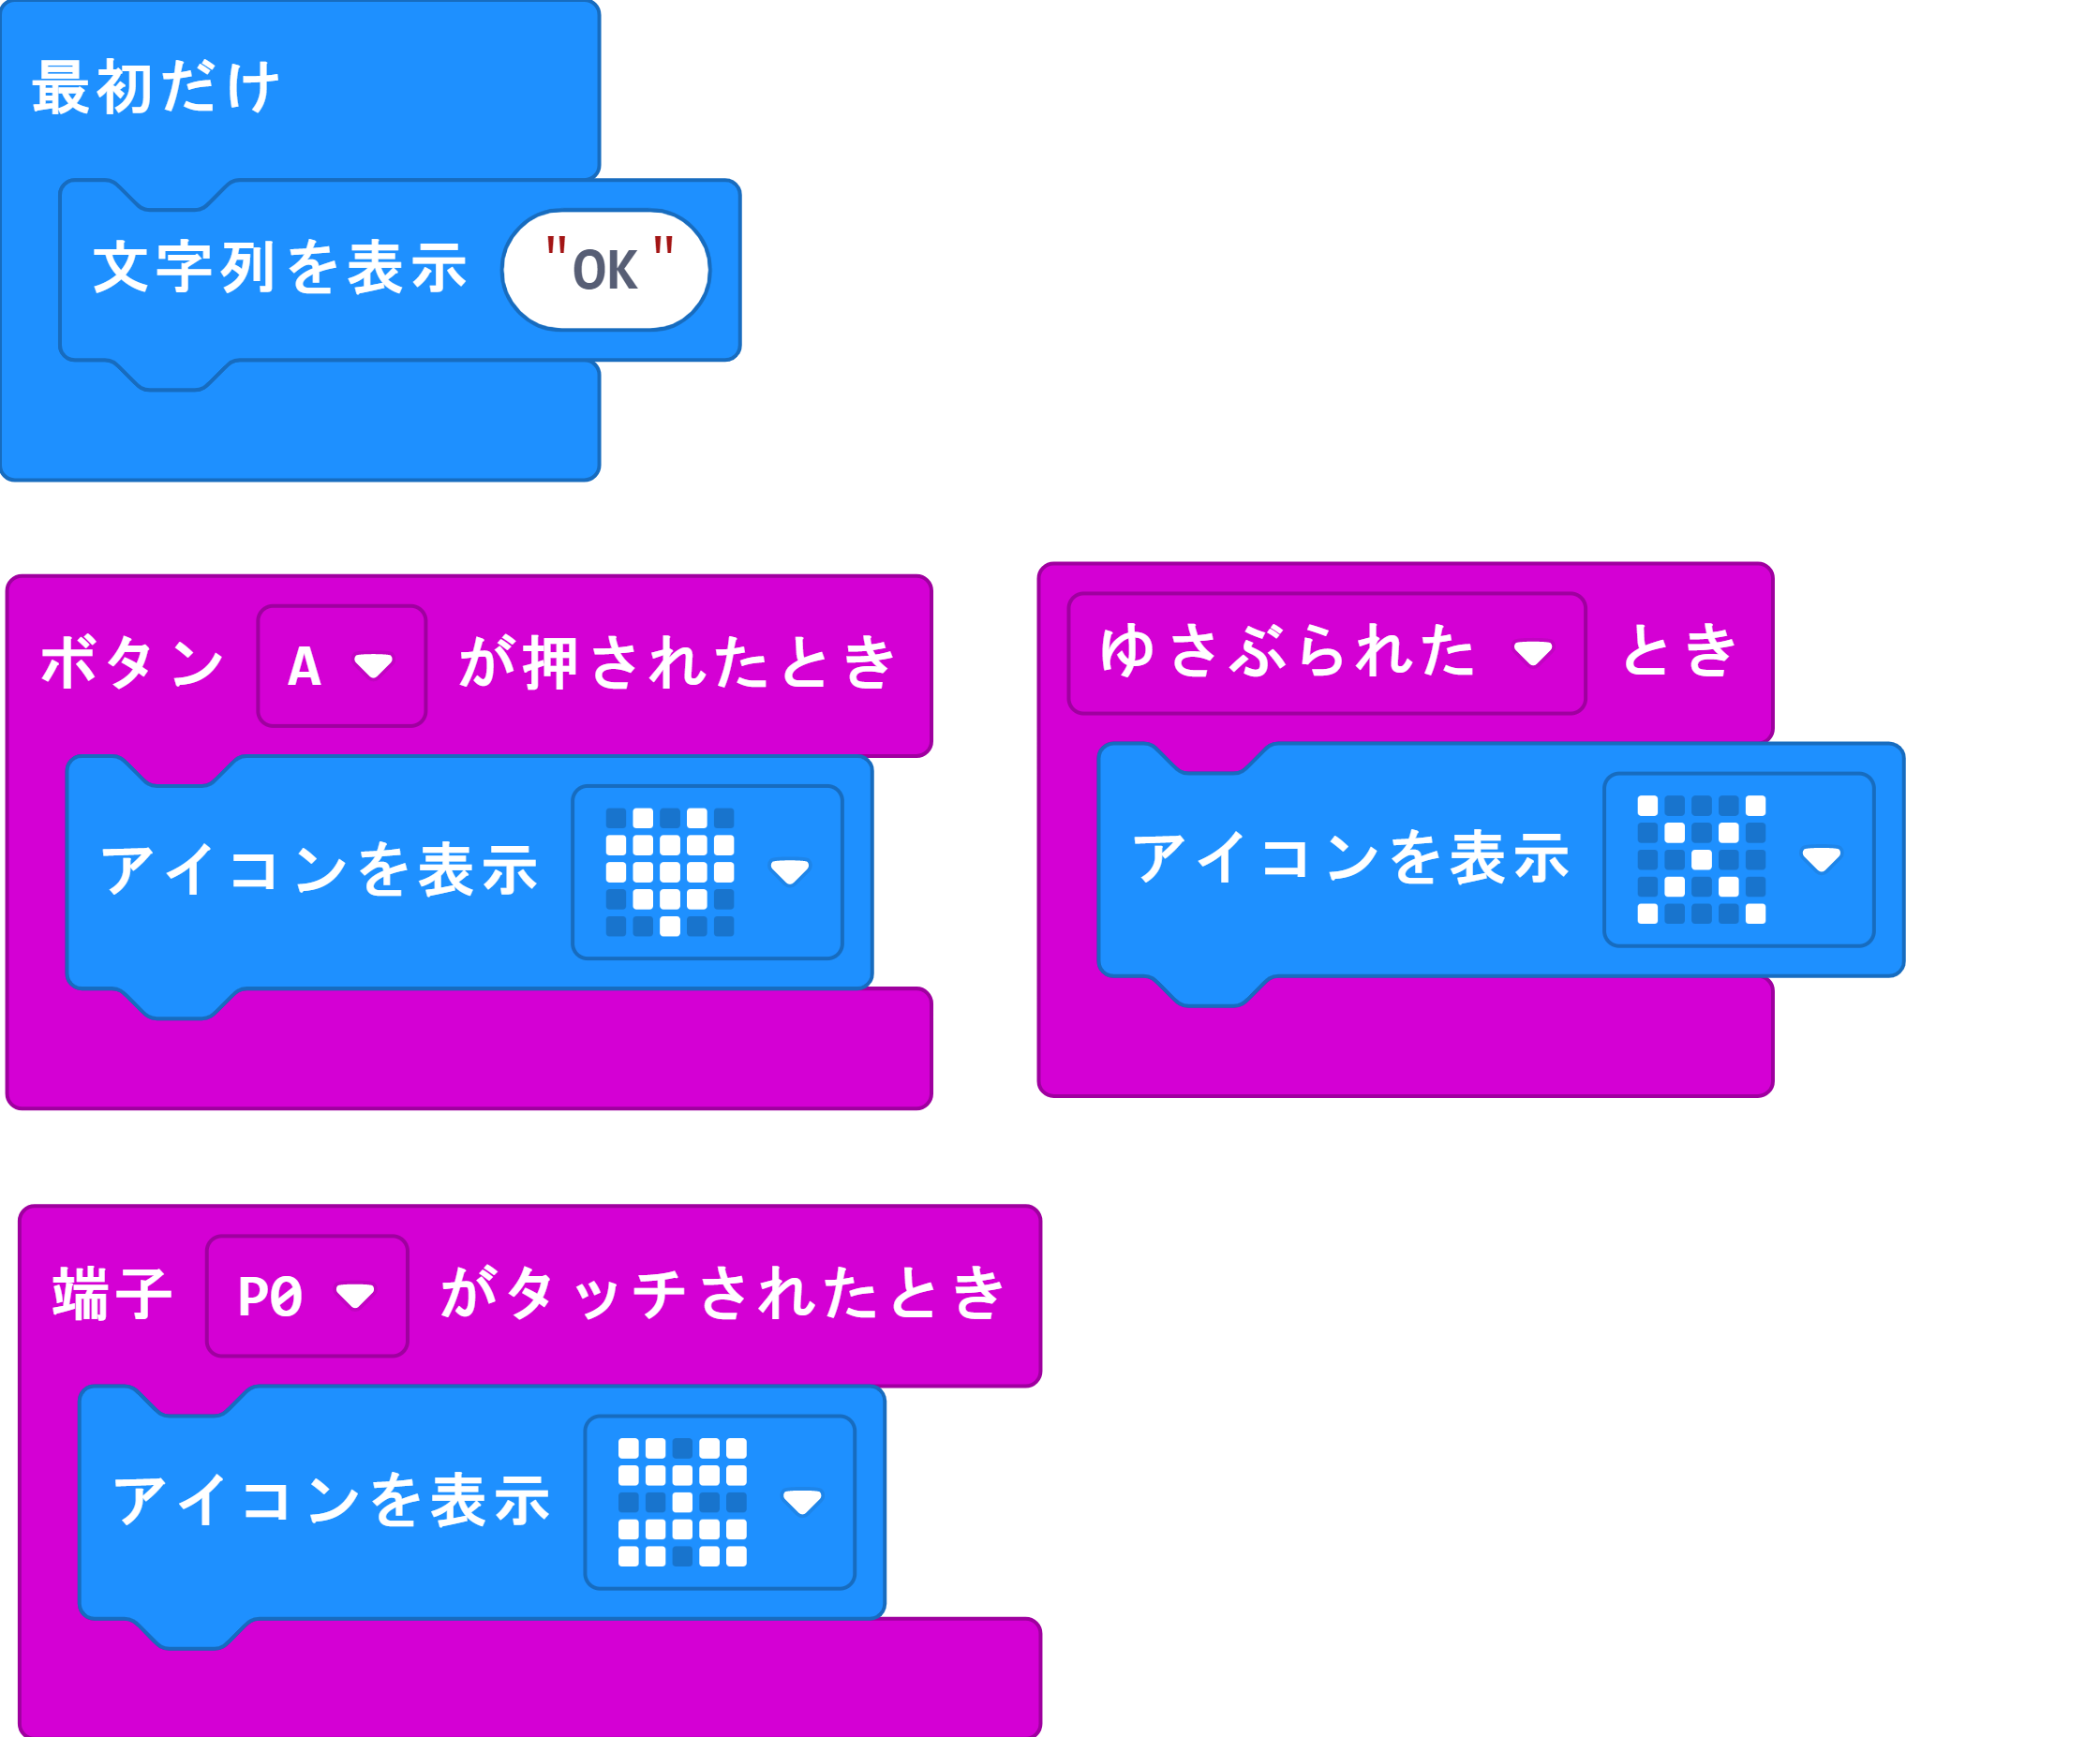 最初だけ
文字列を表示 "OK"
ボタン A が押されたとき
アイコンを表示
ゆさぶられた とき
アイコンを表示
端子 P0 がタッチされたとき
アイコンを表示